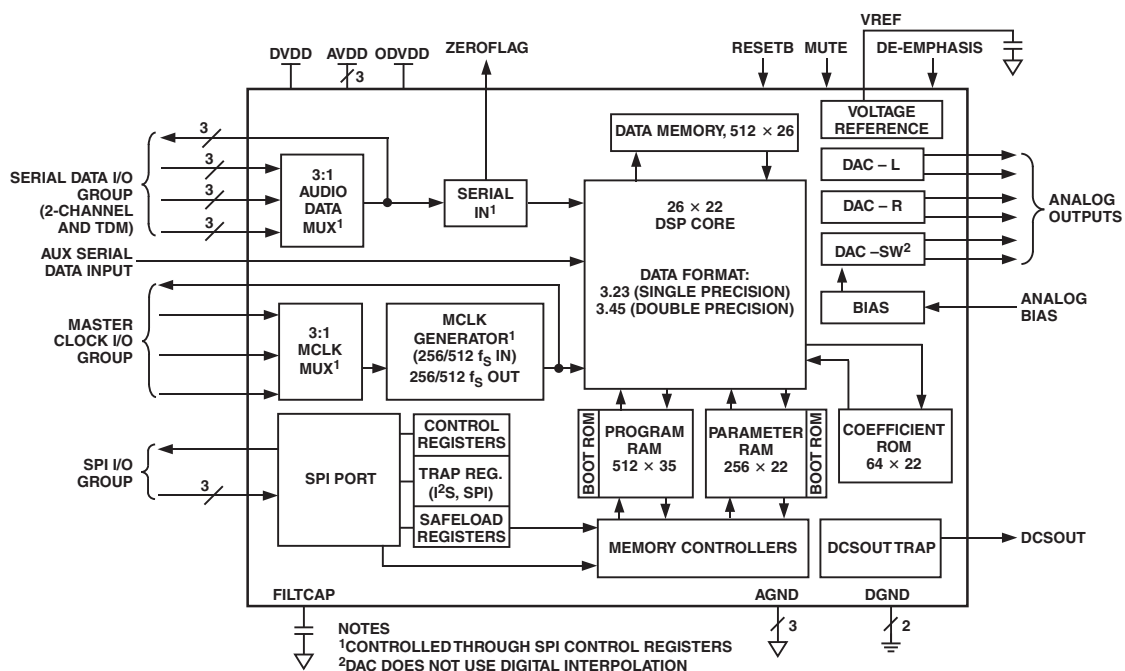 VREF
DVDD AVDD ODVDD
3
ZEROFLAG
RESETB MUTE DE-EMPHASIS
VOLTAGE
REFERENCE
DATA MEMORY, 512 × 26
SERIAL DATA I/O
GROUP
(2-CHANNEL
AND TDM)
3
3
3
3
3:1
AUDIO
DATA
MUX¹
SERIAL
IN¹
26 × 22
DSP CORE
DATA FORMAT:
3.23 (SINGLE PRECISION)
3.45 (DOUBLE PRECISION)
DAC – L
DAC – R
DAC –SW²
ANALOG
OUTPUTS
BIAS
ANALOG
BIAS
AUX SERIAL
DATA INPUT
MASTER
CLOCK I/O
GROUP
3:1
MCLK
MUX¹
MCLK
GENERATOR¹
(256/512 fS IN)
256/512 fS OUT
SPI I/O
GROUP
3
SPI PORT
CONTROL
REGISTERS
TRAP REG.
(I²S, SPI)
SAFELOAD
REGISTERS
BOOT ROM
PROGRAM
RAM
512 × 35
PARAMETER
RAM
256 × 22
BOOT ROM
COEFFICIENT
ROM
64 × 22
MEMORY CONTROLLERS
DCSOUT TRAP
DCSOUT
FILTCAP
AGND
3
DGND
2
NOTES
¹CONTROLLED THROUGH SPI CONTROL REGISTERS
²DAC DOES NOT USE DIGITAL INTERPOLATION